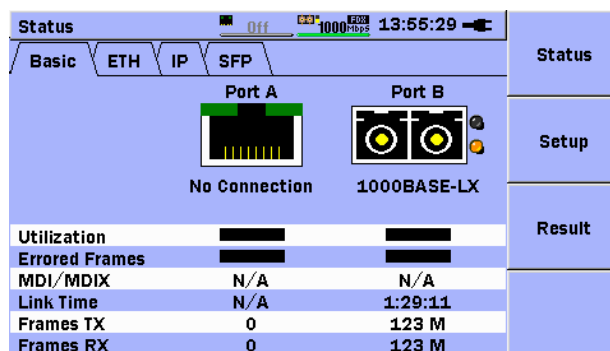 Status Off 1000 FDX Mbps 13:55:29
Basic ETH IP SFP
Port A Port B
No Connection 1000BASE-LX
Utilization
Errored Frames
MDI/MDIX N/A N/A
Link Time N/A 1:29:11
Frames TX 0 123 M
Frames RX 0 123 M
Status
Setup
Result